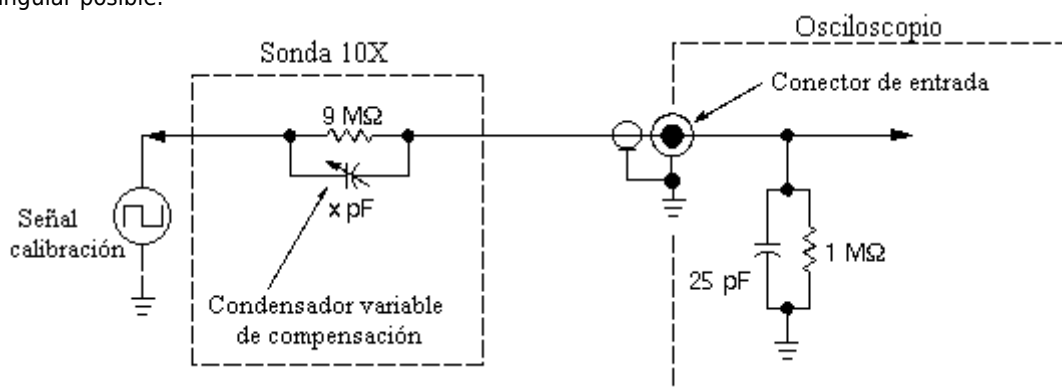 ngular posible.
Osciloscopio
Sonda 10X
Conector de entrada
9 MΩ
x pF
Señal
calibración
1 MΩ
25 pF
Condensador variable
de compensación